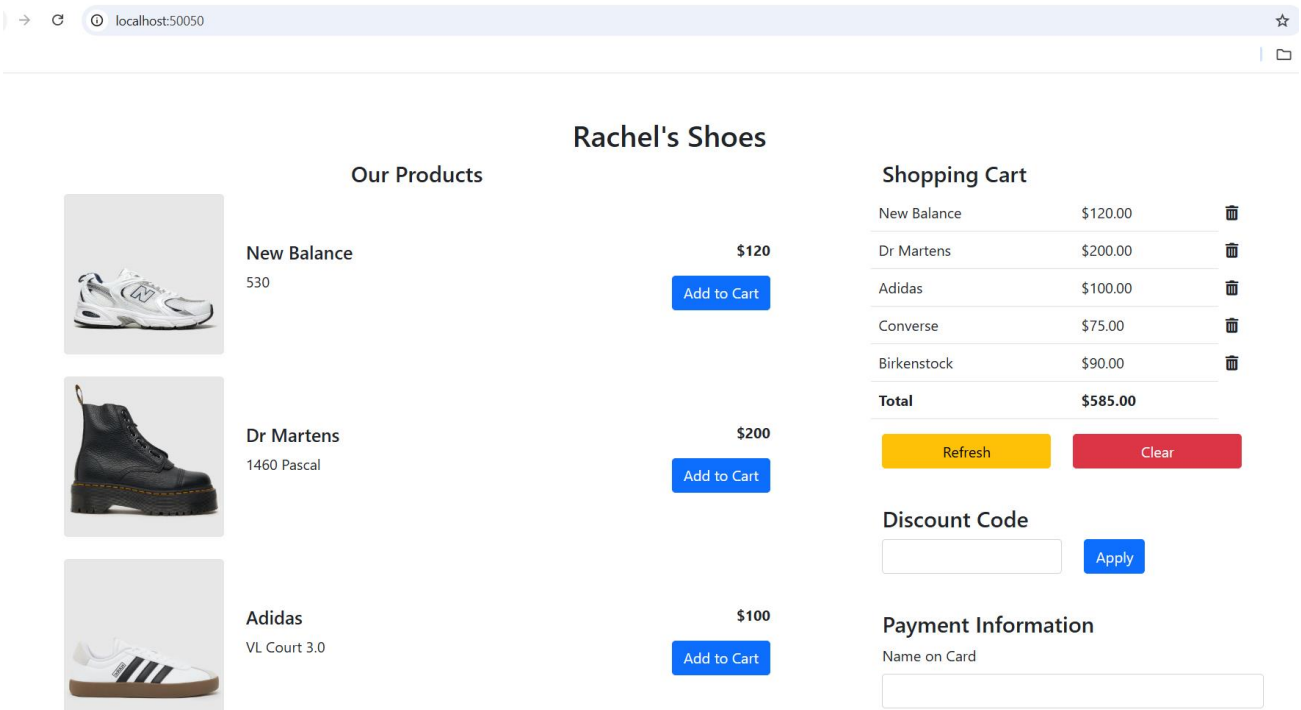 localhost:50050
Rachel's Shoes
Our Products
New Balance
530
$120
Add to Cart
Dr Martens
1460 Pascal
$200
Add to Cart
Adidas
VL Court 3.0
$100
Add to Cart
Shopping Cart
New Balance $120.00
Dr Martens $200.00
Adidas $100.00
Converse $75.00
Birkenstock $90.00
Total $585.00
Refresh Clear
Discount Code
Apply
Payment Information
Name on Card